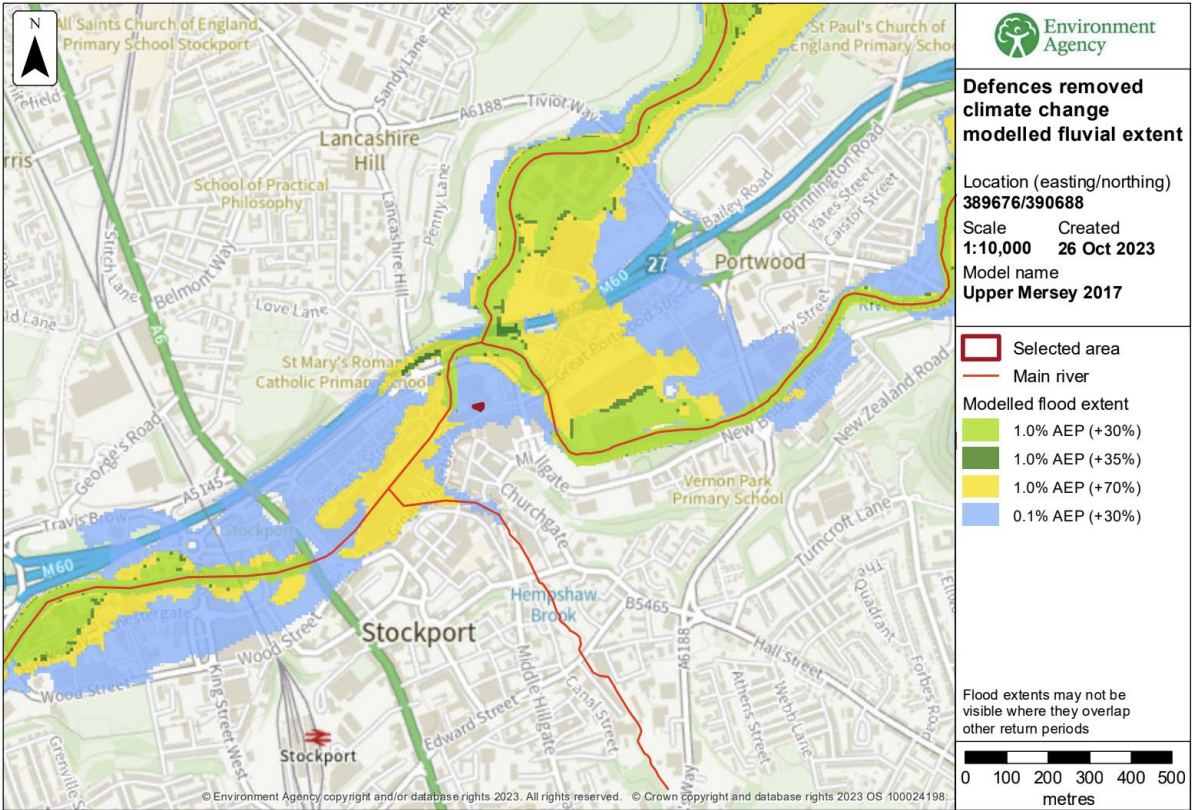 N
All Saints Church of England
Primary School Stockport
Sandy Lane
A6188
Tiviot Way
St Paul's Church of
England Primary Schoo
Lancashire
Hill
School of Practical
Philosophy
Penny Lane
Lancashire Hill
Stitch Lane
Belmont Way
Love Lane
A6
Bailey Road
Brinnington Road
Yates Street
Carstor Street
27
M60
Portwood
Great Portwood Street
St Mary's Roman
Catholic Primary School
George's Road
A5145
Travis Brow
Stockport
M60
Millgate
Churchgate
New Bridge Lane
New Zealand Road
Vernon Park
Primary School
Turncroft Lane
The
Quadrant
Hempshaw
Brook
B5465
Stockport
Wood Street
Wood Street
King Street West
Middle Hillgate
Canal Street
Edward Street
A6188
Hall Street
Athens Street
Webb Lane
Forbes
Way
Stockport
Grenville
© Environment Agency copyright and/or database rights 2023. All rights reserved. © Crown copyright and database rights 2023 OS 100024198.
Environment
Agency
Defences removed
climate change
modelled fluvial extent
Location (easting/northing)
389676/390688
Scale Created
1:10,000 26 Oct 2023
Model name
Upper Mersey 2017
Selected area
Main river
Modelled flood extent
1.0% AEP (+30%)
1.0% AEP (+35%)
1.0% AEP (+70%)
0.1% AEP (+30%)
Flood extents may not be
visible where they overlap
other return periods
0 100 200 300 400 500
metres